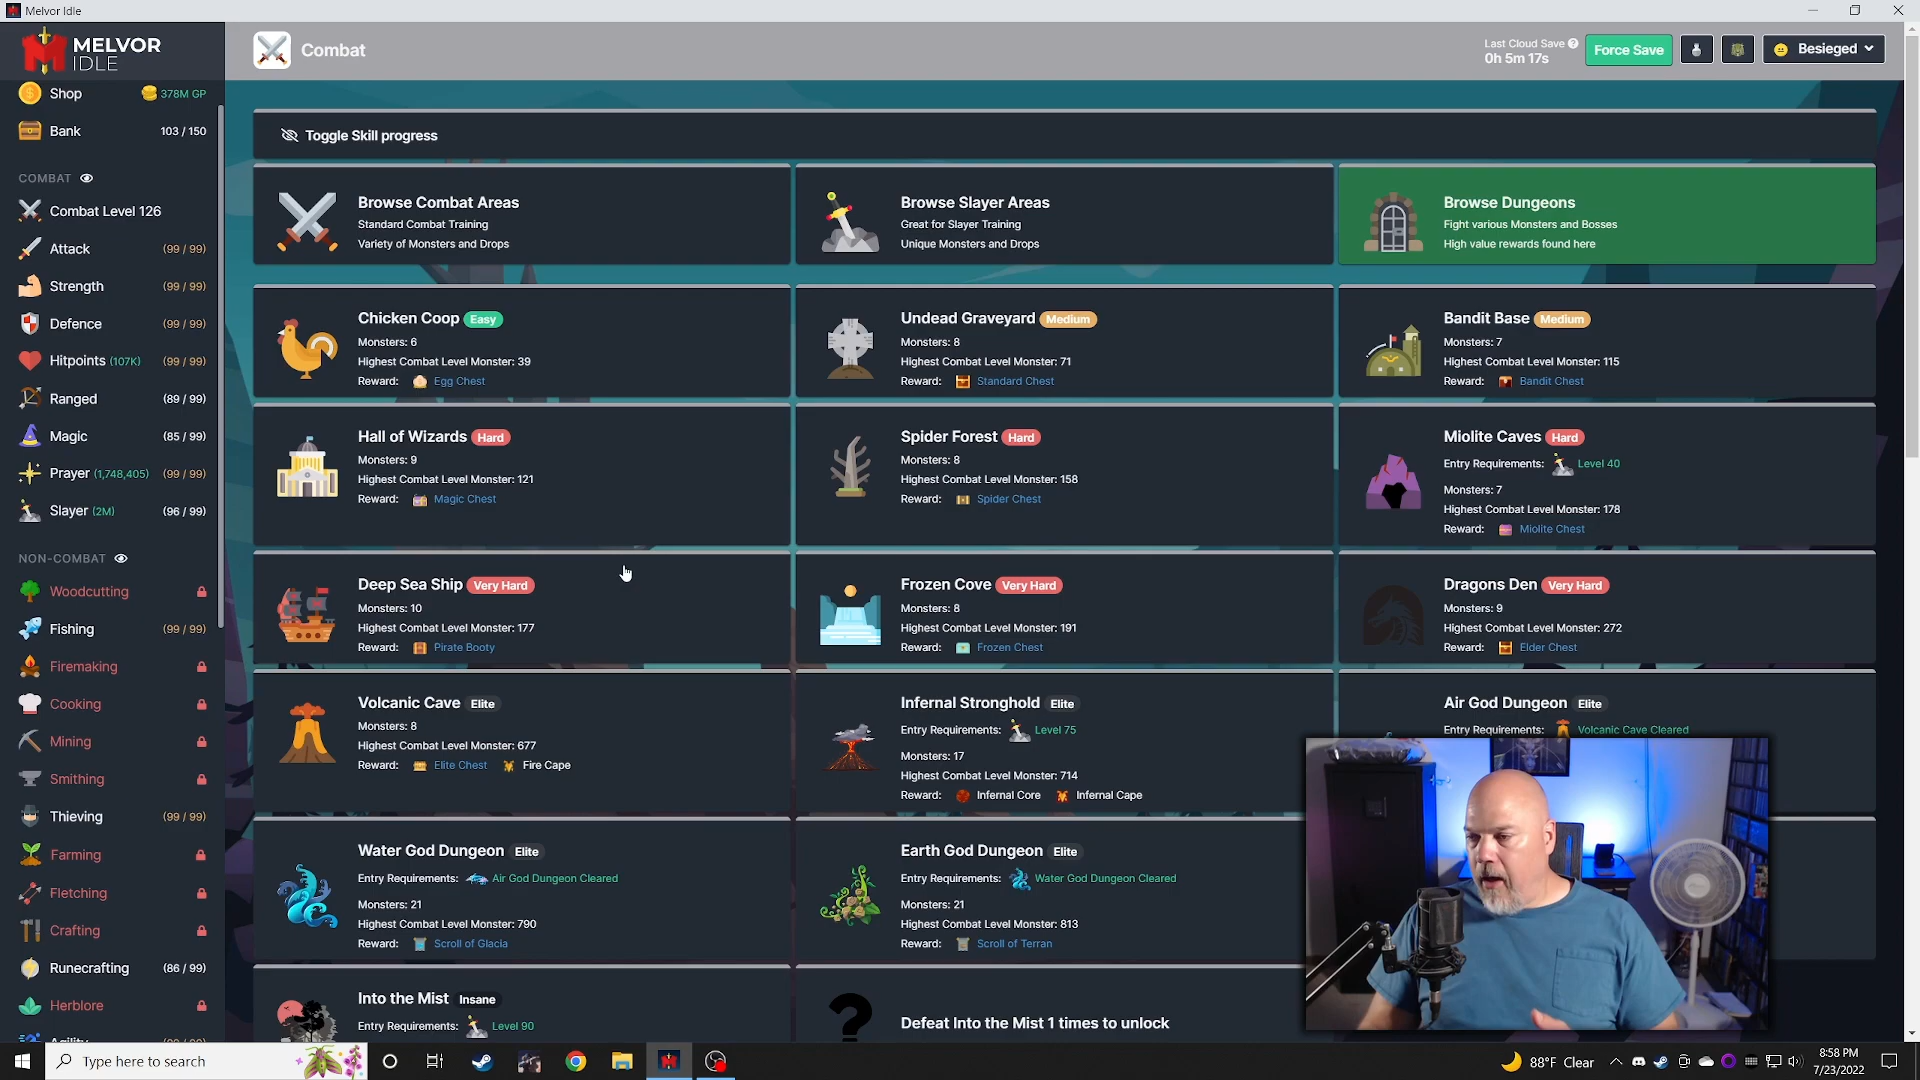 Melvor Idle
MELVOR
IDLE
Combat
Last Cloud Save
0h 5m 17s
Force Save
Besieged
Shop 378M GP
Bank 103 / 150
COMBAT
Combat Level 126
Attack (99 / 99)
Strength (99 / 99)
Defence (99 / 99)
Hitpoints (107K) (99 / 99)
Ranged (89 / 99)
Magic (85 / 99)
Prayer (1,748,405) (99 / 99)
Slayer (2M) (96 / 99)
NON-COMBAT
Woodcutting
Fishing (99 / 99)
Firemaking
Cooking
Mining
Smithing
Thieving (99 / 99)
Farming
Fletching
Crafting
Runecrafting (86 / 99)
Herblore
Agility (99 / 99)
Toggle Skill progress
Browse Combat Areas
Standard Combat Training
Variety of Monsters and Drops
Browse Slayer Areas
Great for Slayer Training
Unique Monsters and Drops
Browse Dungeons
Fight various Monsters and Bosses
High value rewards found here
Chicken Coop Easy
Monsters: 6
Highest Combat Level Monster: 39
Reward: Egg Chest
Undead Graveyard Medium
Monsters: 8
Highest Combat Level Monster: 71
Reward: Standard Chest
Bandit Base Medium
Monsters: 7
Highest Combat Level Monster: 115
Reward: Bandit Chest
Hall of Wizards Hard
Monsters: 9
Highest Combat Level Monster: 121
Reward: Magic Chest
Spider Forest Hard
Monsters: 8
Highest Combat Level Monster: 158
Reward: Spider Chest
Miolite Caves Hard
Entry Requirements: Level 40
Monsters: 7
Highest Combat Level Monster: 178
Reward: Miolite Chest
Deep Sea Ship Very Hard
Monsters: 10
Highest Combat Level Monster: 177
Reward: Pirate Booty
Frozen Cove Very Hard
Monsters: 8
Highest Combat Level Monster: 191
Reward: Frozen Chest
Dragons Den Very Hard
Monsters: 9
Highest Combat Level Monster: 272
Reward: Elder Chest
Volcanic Cave Elite
Monsters: 8
Highest Combat Level Monster: 677
Reward: Elite Chest Fire Cape
Infernal Stronghold Elite
Entry Requirements: Level 75
Monsters: 17
Highest Combat Level Monster: 714
Reward: Infernal Core Infernal Cape
Air God Dungeon Elite
Entry Requirements: Volcanic Cave Cleared
Water God Dungeon Elite
Entry Requirements: Air God Dungeon Cleared
Monsters: 21
Highest Combat Level Monster: 790
Reward: Scroll of Glacia
Earth God Dungeon Elite
Entry Requirements: Water God Dungeon Cleared
Monsters: 21
Highest Combat Level Monster: 813
Reward: Scroll of Terran
Into the Mist Insane
Entry Requirements: Level 90
Defeat Into the Mist 1 times to unlock
Type here to search
88°F Clear
8:58 PM
7/23/2022